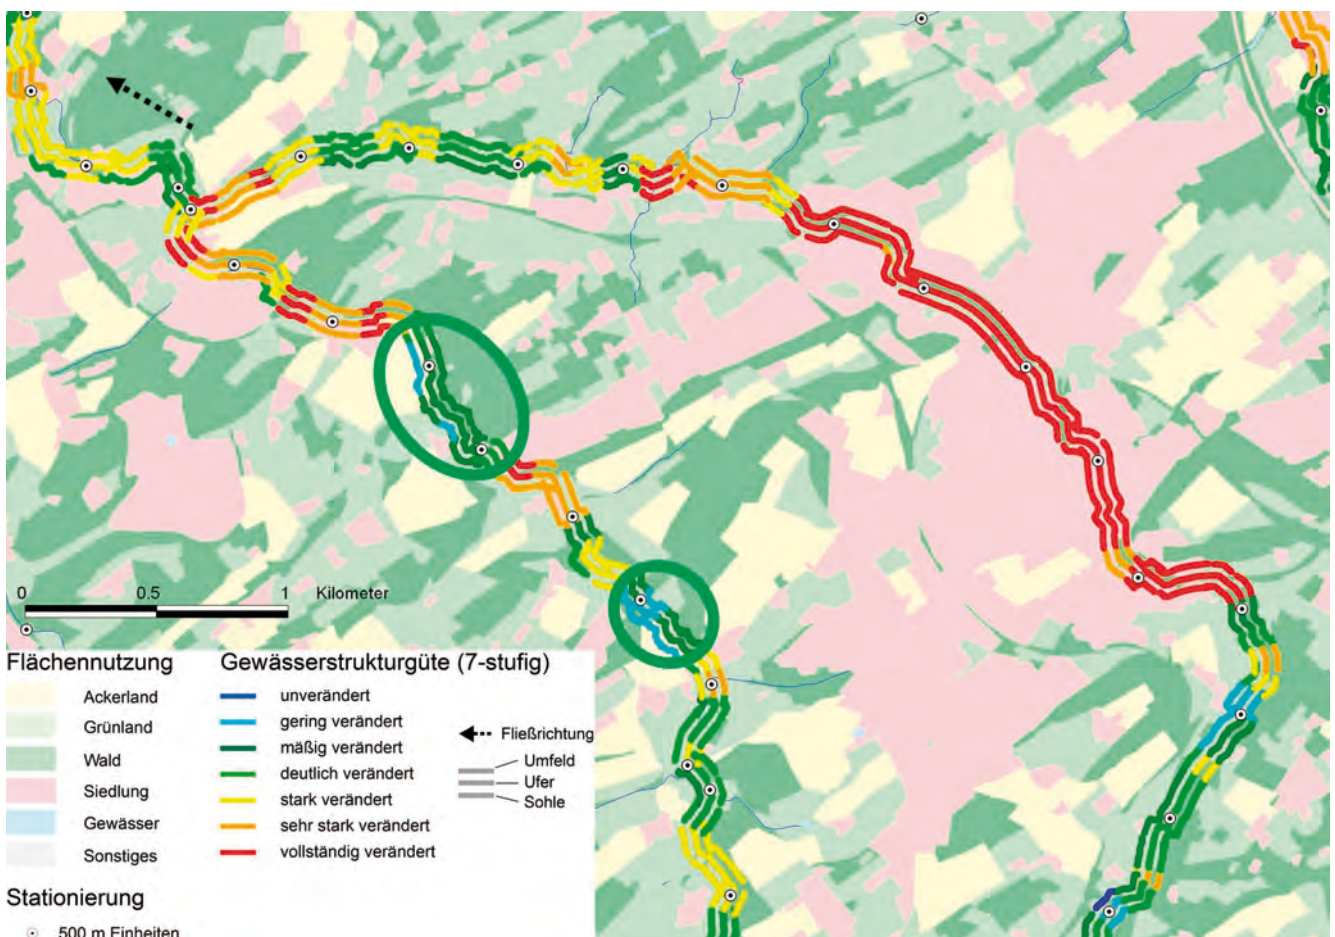 0 0.5 1 Kilometer
Flächennutzung
Ackerland
Grünland
Wald
Siedlung
Gewässer
Sonstiges
Stationierung
500 m Einheiten
Gewässerstrukturgüte (7-stufig)
unverändert
gering verändert
mäßig verändert
deutlich verändert
stark verändert
sehr stark verändert
vollständig verändert
Fließrichtung
Umfeld
Ufer
Sohle